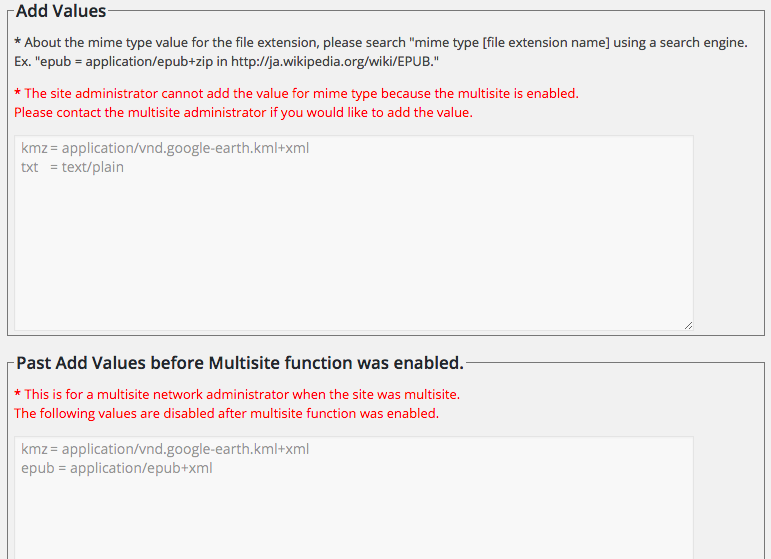 Add Values
* About the mime type value for the file extension, please search "mime type [file extension name] using a search engine.
Ex. "epub = application/epub+zip in http://ja.wikipedia.org/wiki/EPUB."
* The site administrator cannot add the value for mime type because the multisite is enabled.
Please contact the multisite administrator if you would like to add the value.
kmz = application/vnd.google-earth.kml+xml
txt = text/plain
Past Add Values before Multisite function was enabled.
* This is for a multisite network administrator when the site was multisite.
The following values are disabled after multisite function was enabled.
kmz = application/vnd.google-earth.kml+xml
epub = application/epub+xml